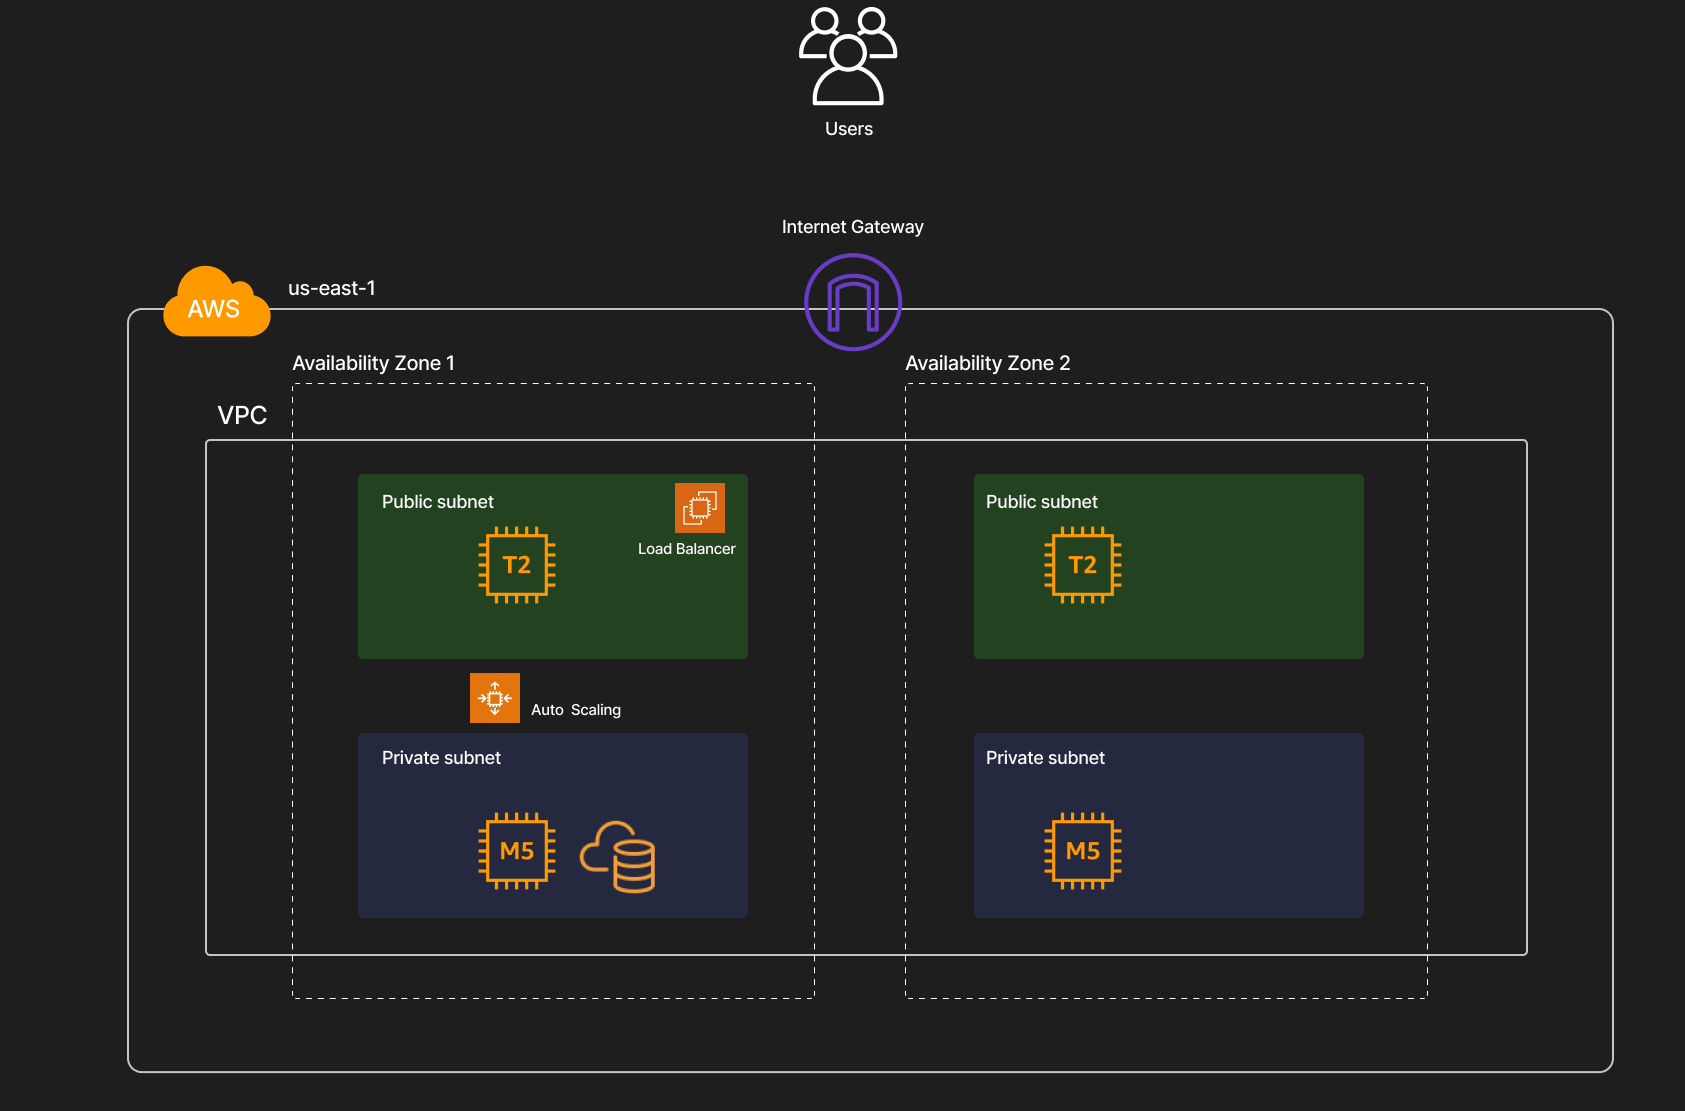 Users
Internet Gateway
AWS
us-east-1
Availability Zone 1
Availability Zone 2
VPC
Public subnet
T2
Load Balancer
Public subnet
T2
Auto Scaling
Private subnet
M5
Private subnet
M5